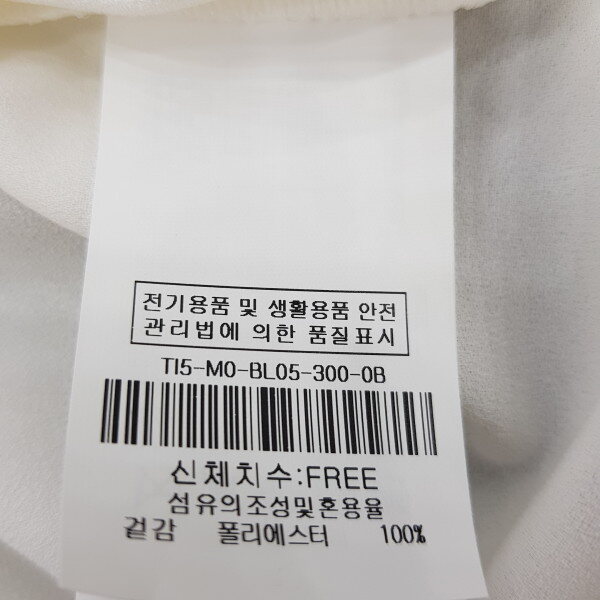 전기용품 및 생활용품 안전
관리법에 의한 품질표시
TI5-MO-BL05-300-0B
신체치수:FREE
섬유의조성및혼용율
겉감 폴리에스터 100%